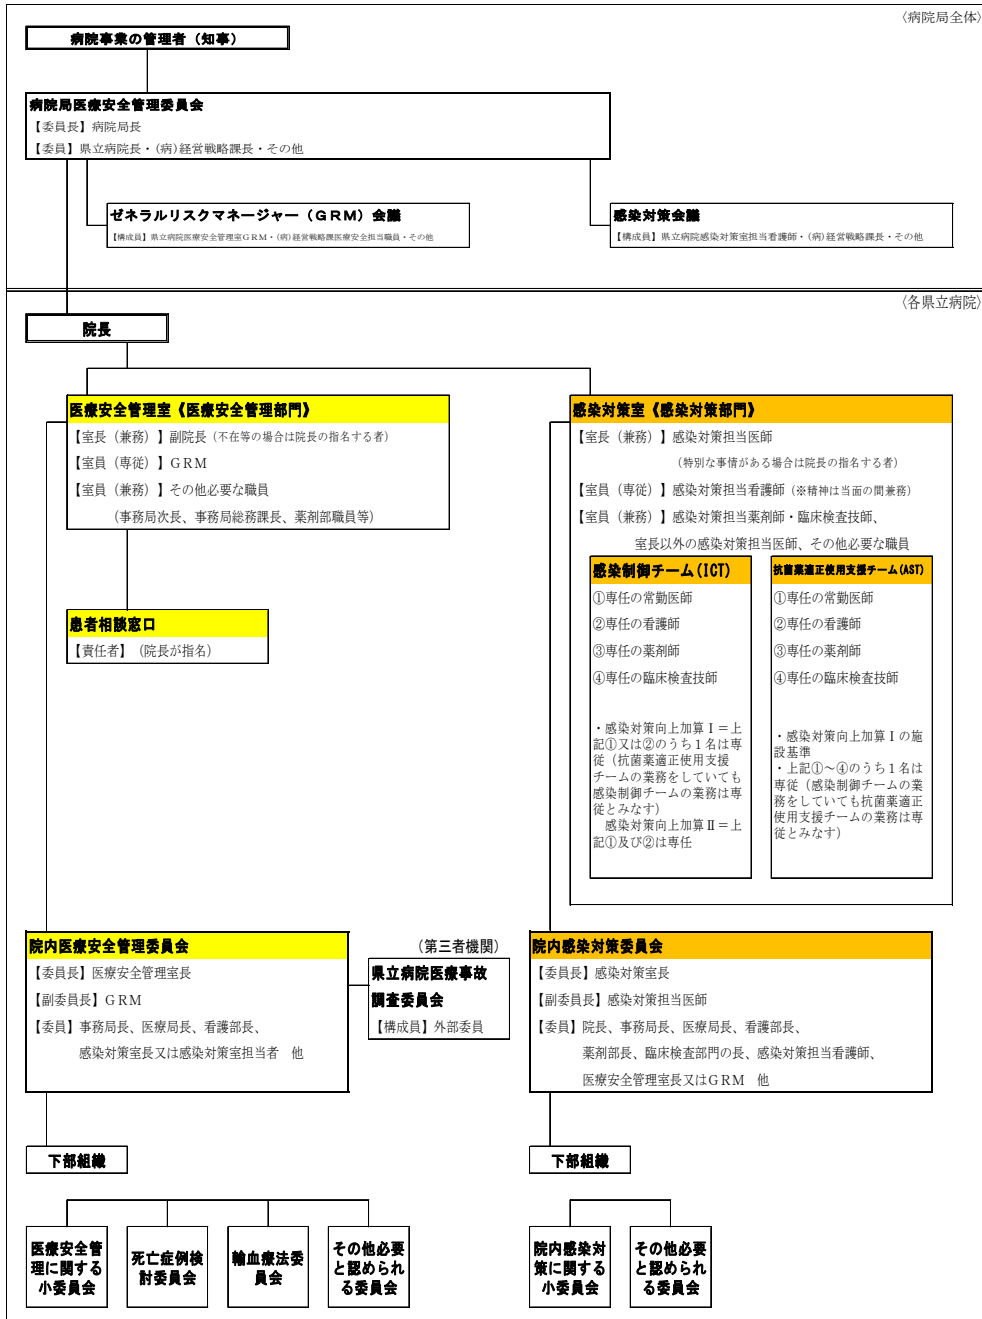 〈病院局全体〉
病院事業の管理者（知事）
病院局医療安全管理委員会
【委員長】病院局長
【委員】県立病院長・(病)経営戦略課長・その他
ゼネラルリスクマネージャー（ＧＲＭ）会議
【構成員】県立病院医療安全管理室ＧＲＭ・(病)経営戦略課医療安全担当職員・その他
感染対策会議
【構成員】県立病院感染対策室担当看護師・(病)経営戦略課長・その他
〈各県立病院〉
院長
医療安全管理室《医療安全管理部門》
【室長（兼務）】副院長（不在等の場合は院長の指名する者）
【室員（専従）】ＧＲＭ
【室員（兼務）】その他必要な職員
（事務局次長、事務局総務課長、薬剤部職員等）
患者相談窓口
【責任者】（院長が指名）
感染対策室《感染対策部門》
【室長（兼務）】感染対策担当医師
（特別な事情がある場合は院長の指名する者）
【室員（専従）】感染対策担当看護師（※精神は当面の間兼務）
【室員（兼務）】感染対策担当薬剤師・臨床検査技師、
室長以外の感染対策担当医師、その他必要な職員
感染制御チーム(ICT)
①専任の常勤医師
②専任の看護師
③専任の薬剤師
④専任の臨床検査技師
・感染対策向上加算Ⅰ＝上
記①又は②のうち１名は専
従（抗菌薬適正使用支援
チームの業務をしていても
感染制御チームの業務は専
従とみなす）
感染対策向上加算Ⅱ＝上
記①及び②は専任
抗菌薬適正使用支援チーム(AST)
①専任の常勤医師
②専任の看護師
③専任の薬剤師
④専任の臨床検査技師
・感染対策向上加算Ⅰの施
設基準
・上記①～④のうち１名は
専従（感染制御チームの業
務をしていても抗菌薬適正
使用支援チームの業務は専
従とみなす）
院内医療安全管理委員会
【委員長】医療安全管理室長
【副委員長】ＧＲＭ
【委員】事務局長、医療局長、看護部長、
感染対策室長又は感染対策室担当者　他
（第三者機関）
県立病院医療事故
調査委員会
【構成員】外部委員
院内感染対策委員会
【委員長】感染対策室長
【副委員長】感染対策担当医師
【委員】院長、事務局長、医療局長、看護部長、
薬剤部長、臨床検査部門の長、感染対策担当看護師、
医療安全管理室長又はＧＲＭ　他
下部組織
医療安全管
理に関する
小委員会
死亡症例検
討委員会
輸血療法委
員会
その他必要
と認められ
る委員会
下部組織
院内感染対
策に関する
小委員会
その他必要
と認められ
る委員会